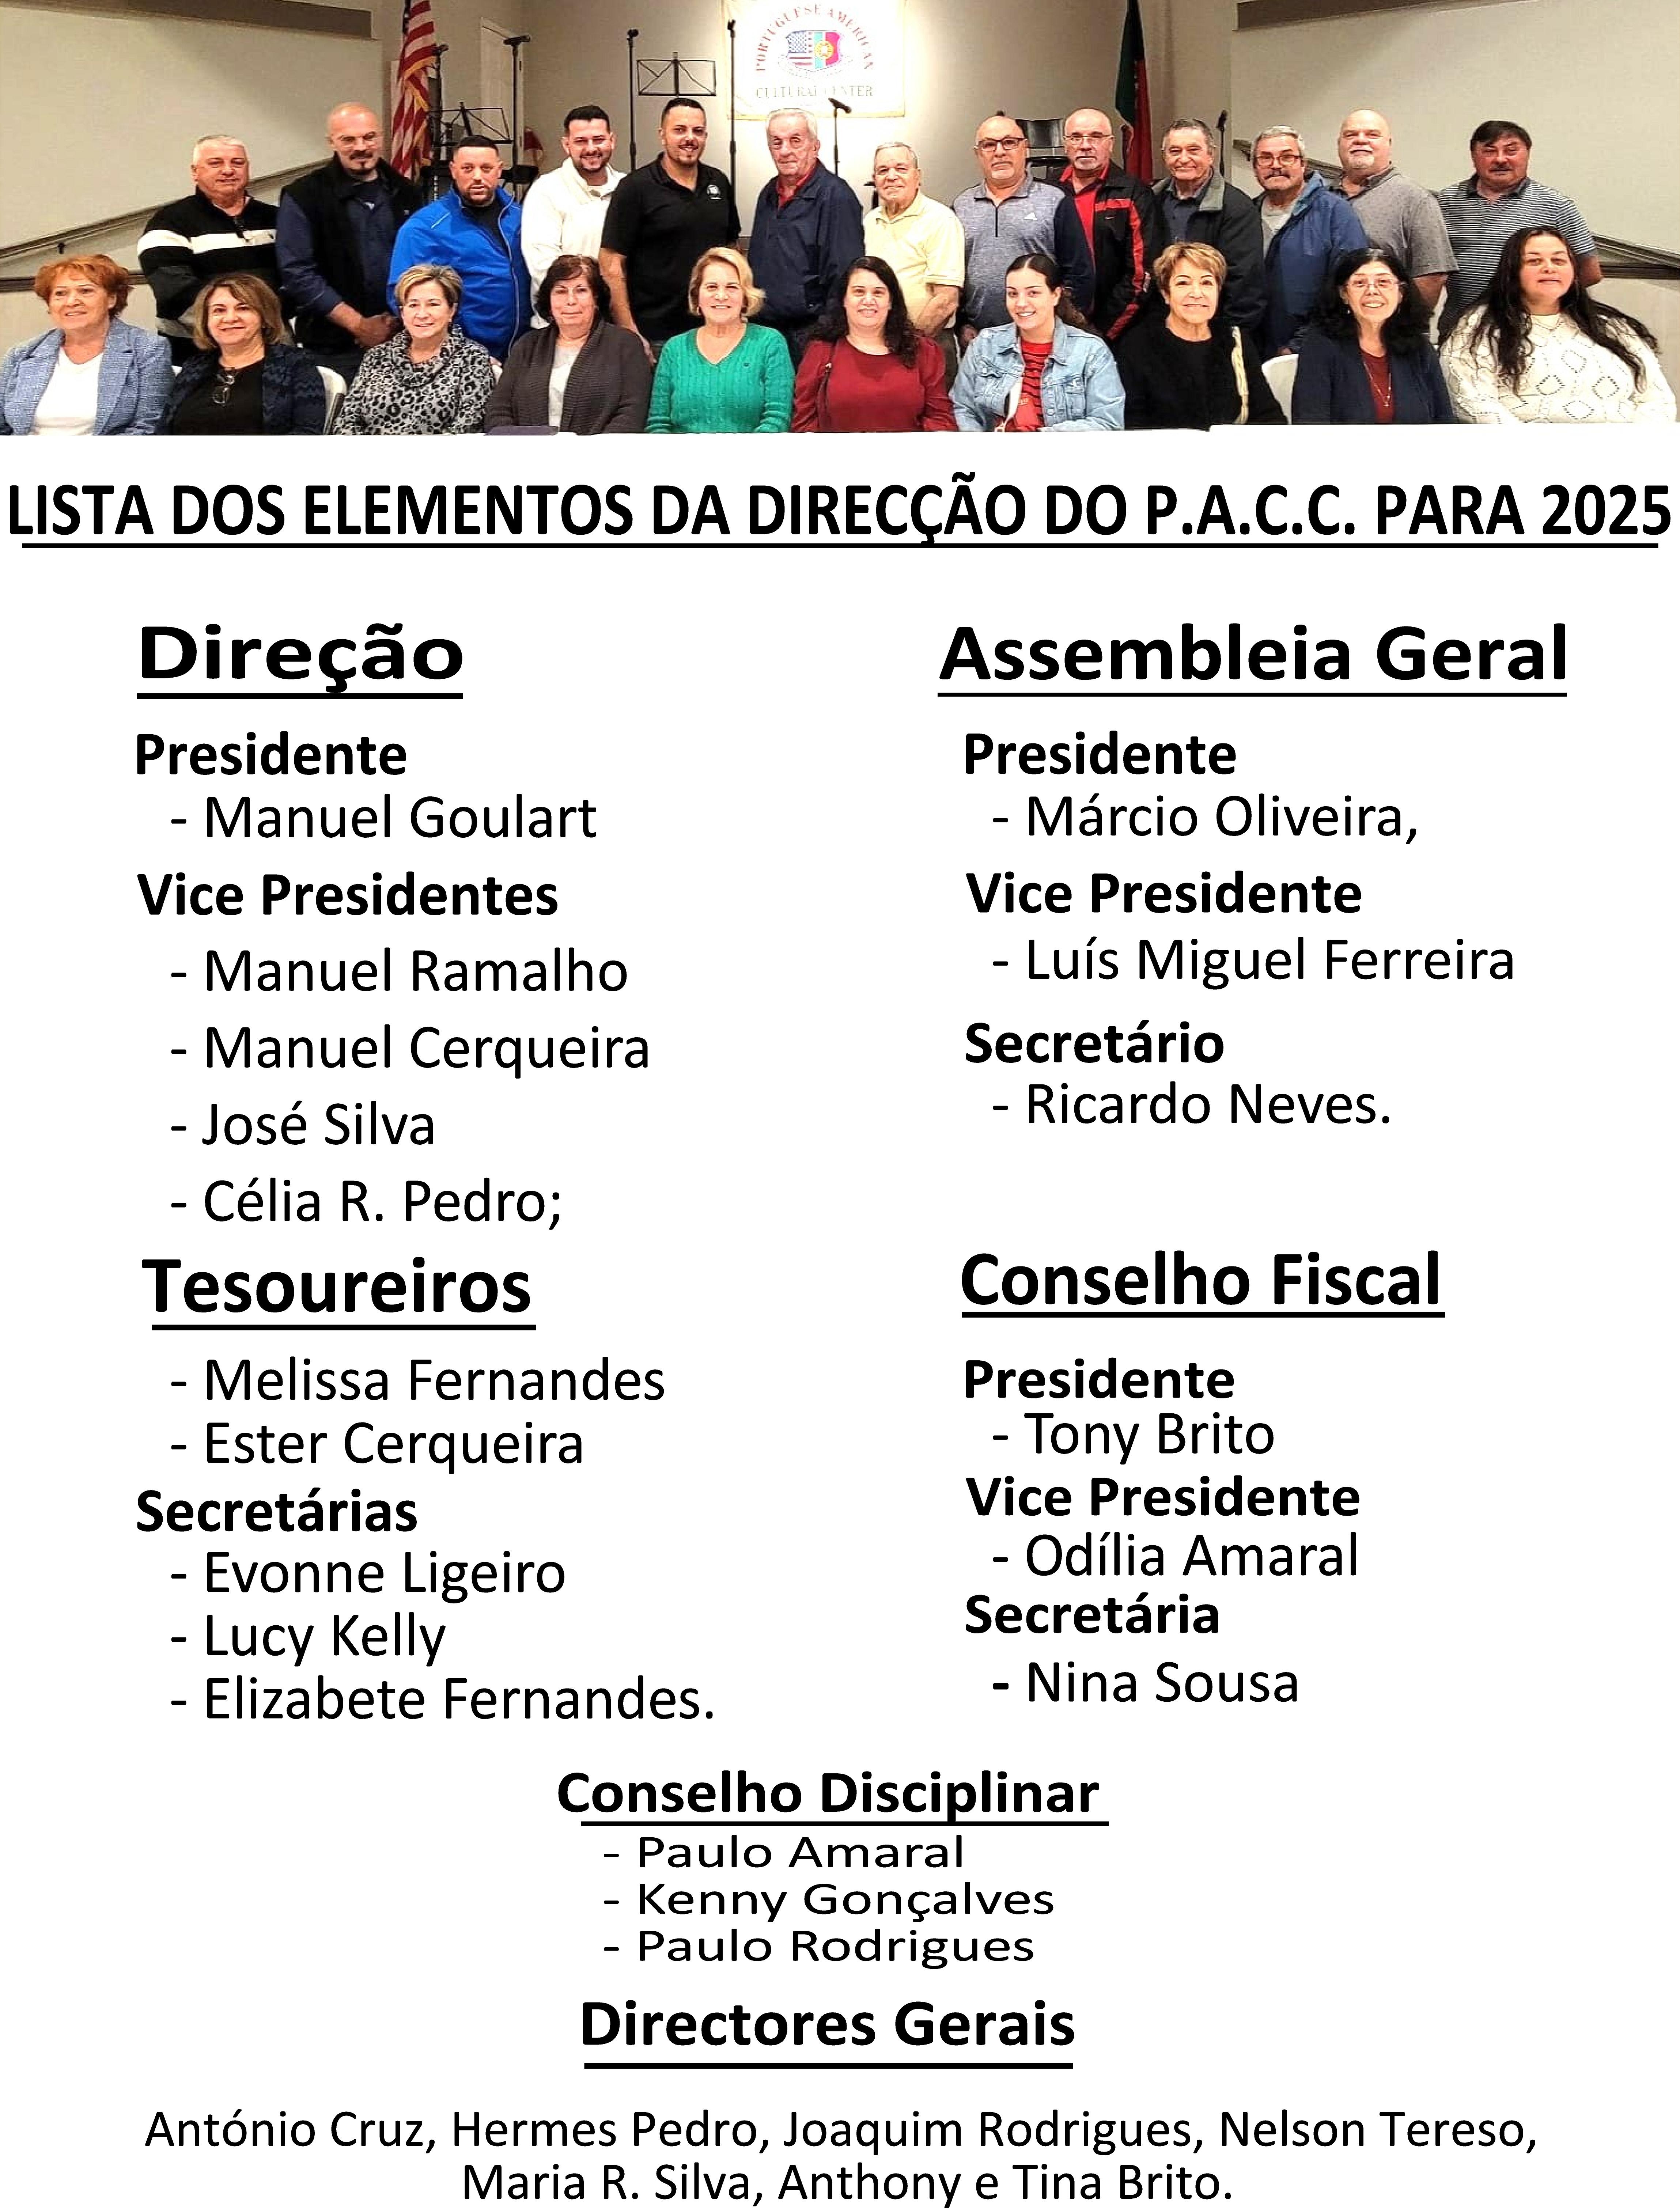 PORTUGUESE AMERICAN
CULTURAL CENTER
LISTA DOS ELEMENTOS DA DIRECÇÃO DO P.A.C.C. PARA 2025
Direção
Presidente
- Manuel Goulart
Vice Presidentes
- Manuel Ramalho
- Manuel Cerqueira
- José Silva
- Célia R. Pedro;
Tesoureiros
- Melissa Fernandes
- Ester Cerqueira
Secretárias
- Evonne Ligeiro
- Lucy Kelly
- Elizabete Fernandes.
Assembleia Geral
Presidente
- Márcio Oliveira,
Vice Presidente
- Luís Miguel Ferreira
Secretário
- Ricardo Neves.
Conselho Fiscal
Presidente
- Tony Brito
Vice Presidente
- Odília Amaral
Secretária
- Nina Sousa
Conselho Disciplinar
- Paulo Amaral
- Kenny Gonçalves
- Paulo Rodrigues
Directores Gerais
António Cruz, Hermes Pedro, Joaquim Rodrigues, Nelson Tereso,
Maria R. Silva, Anthony e Tina Brito.